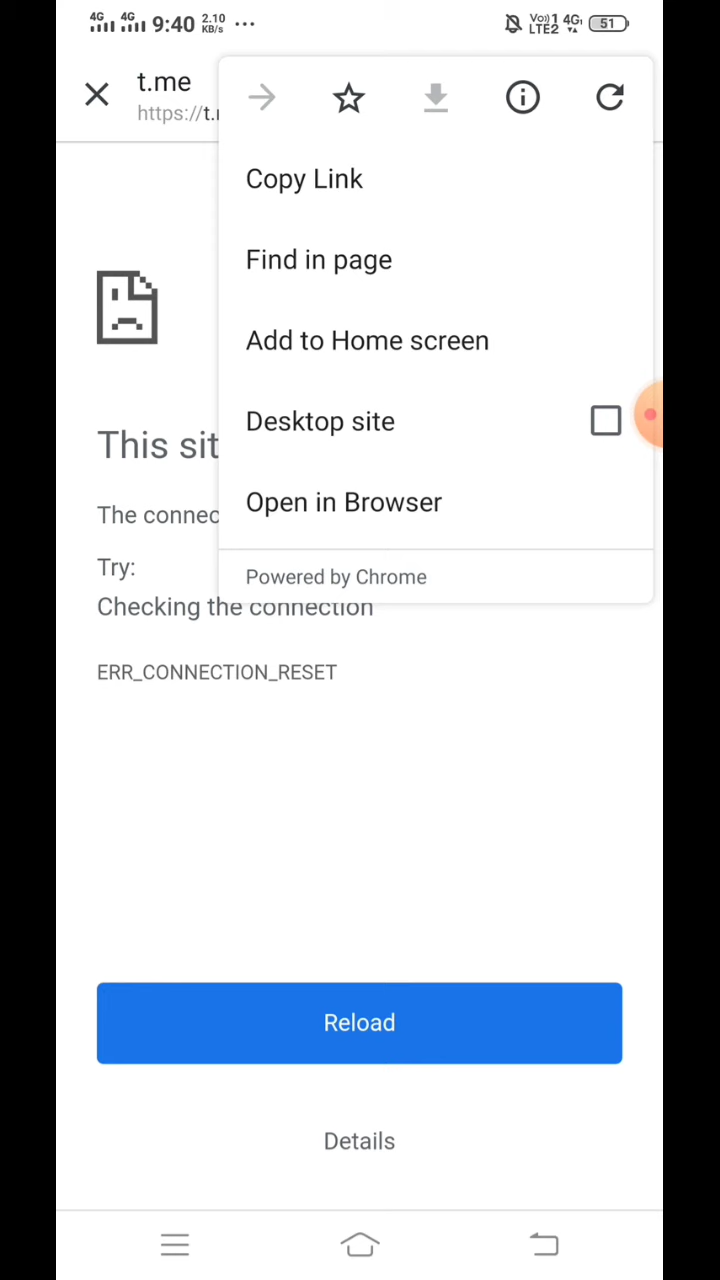 4G 4G 9:40 2.10 KB/s ... Vo)) 1 LTE2 4G 51
t.me
https://t.
Copy Link
Find in page
Add to Home screen
Desktop site
Open in Browser
Powered by Chrome
This sit
The connec
Try:
Checking the connection
ERR_CONNECTION_RESET
Reload
Details